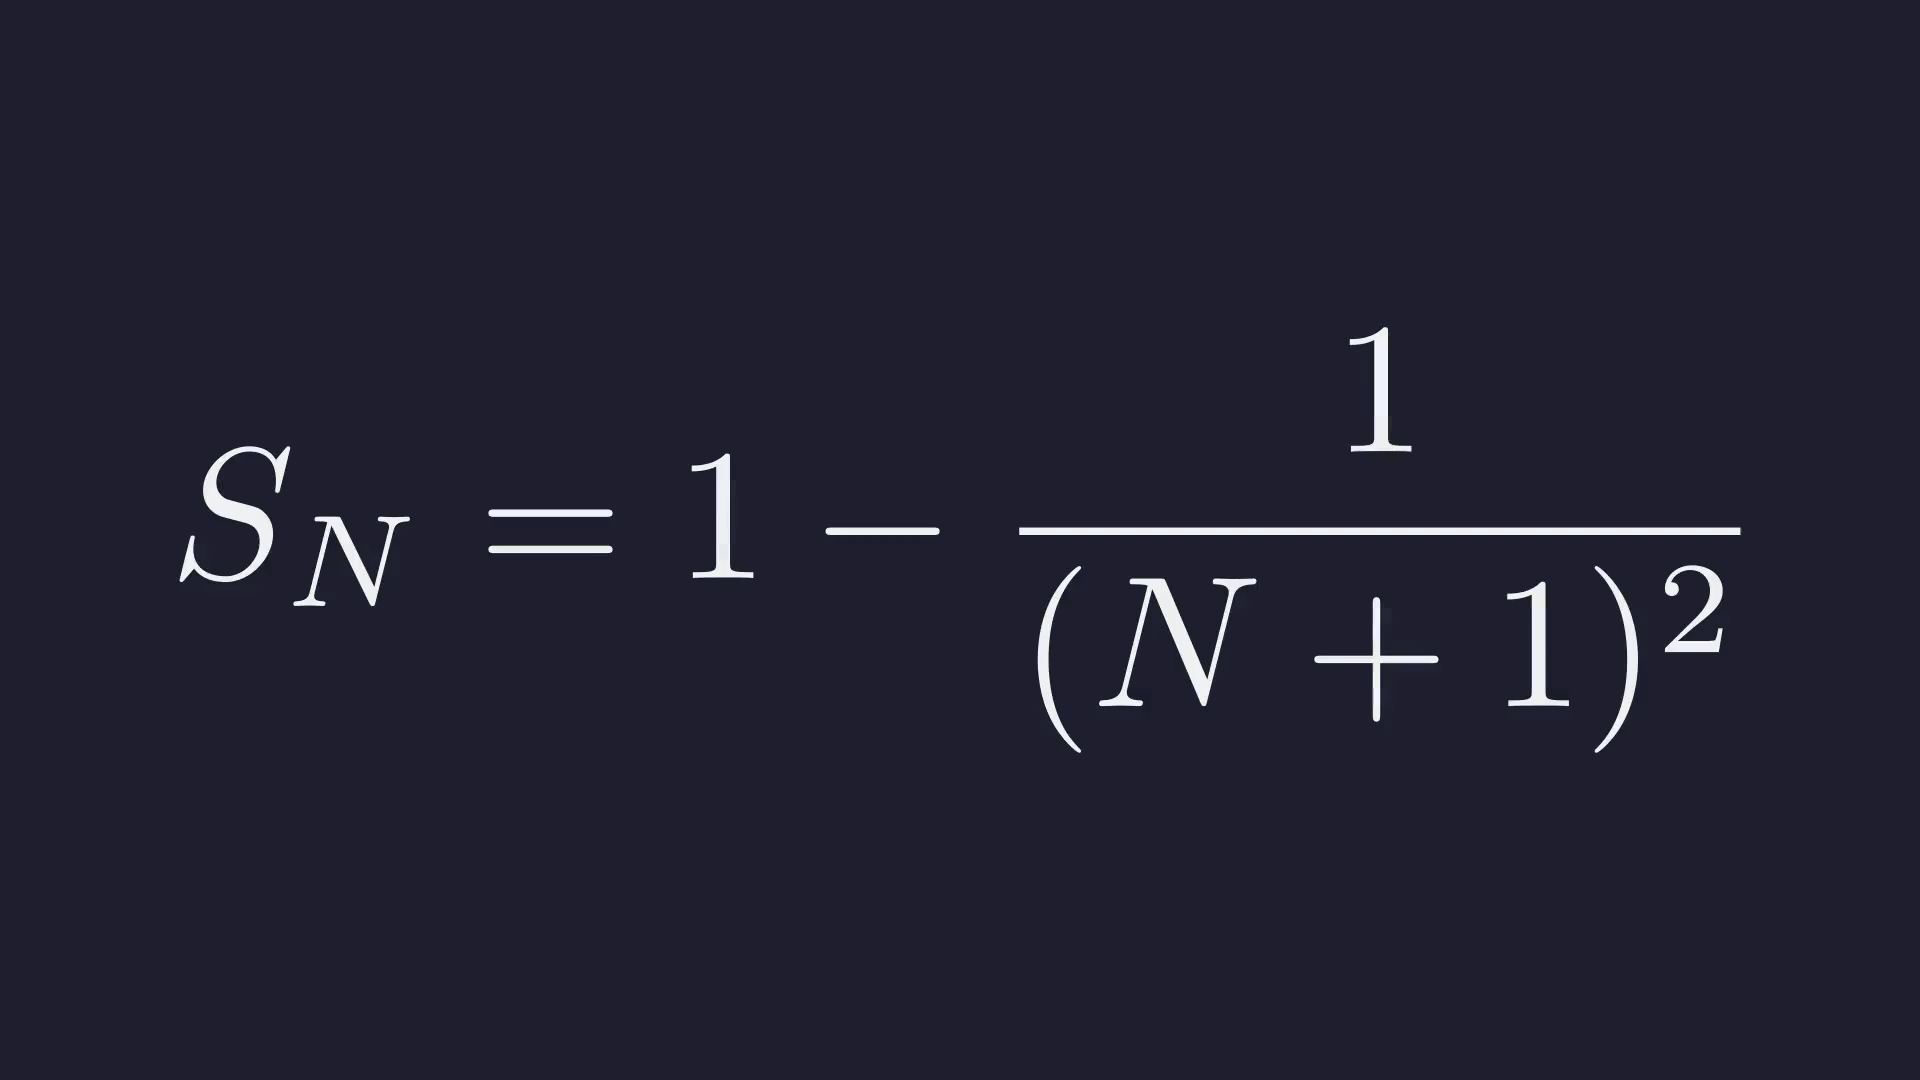 S_N = 1 - \frac{1}{(N + 1)^2}